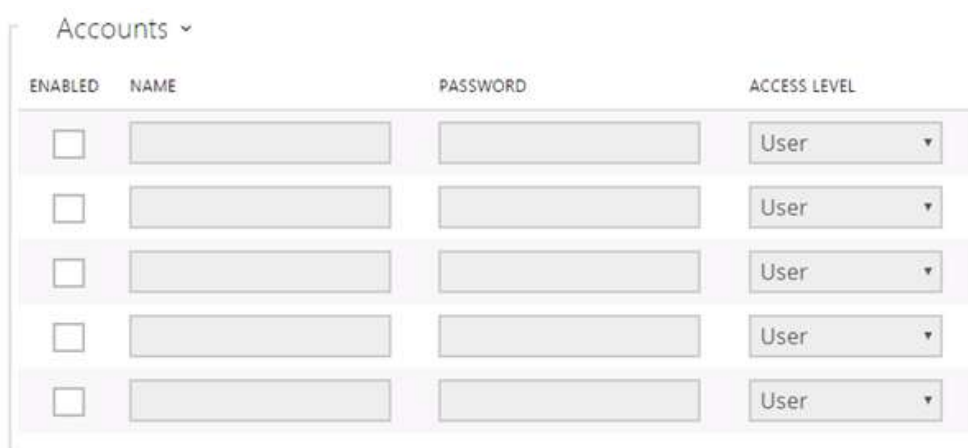 Accounts
ENABLED NAME PASSWORD ACCESS LEVEL
User
User
User
User
User